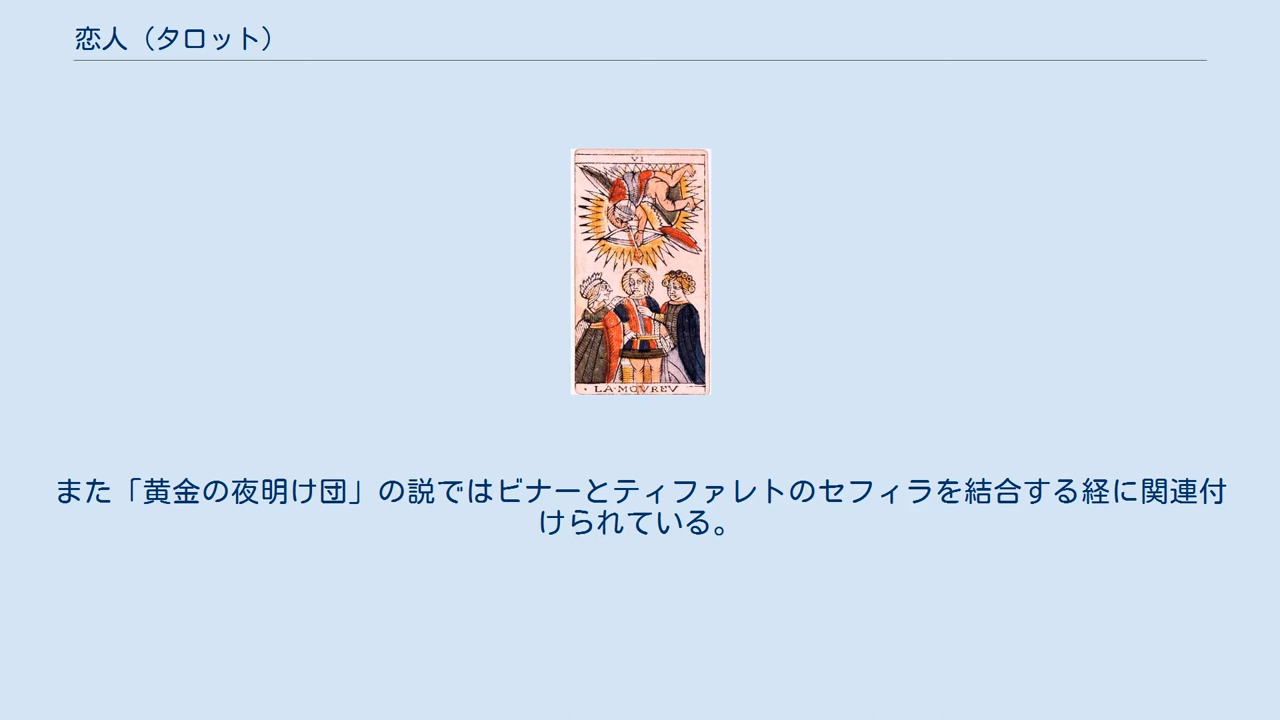 恋人（タロット）
VI
LA·MOVREV
また「黄金の夜明け団」の説ではビナーとティファレトのセフィラを結合する経に関連付
けられている。